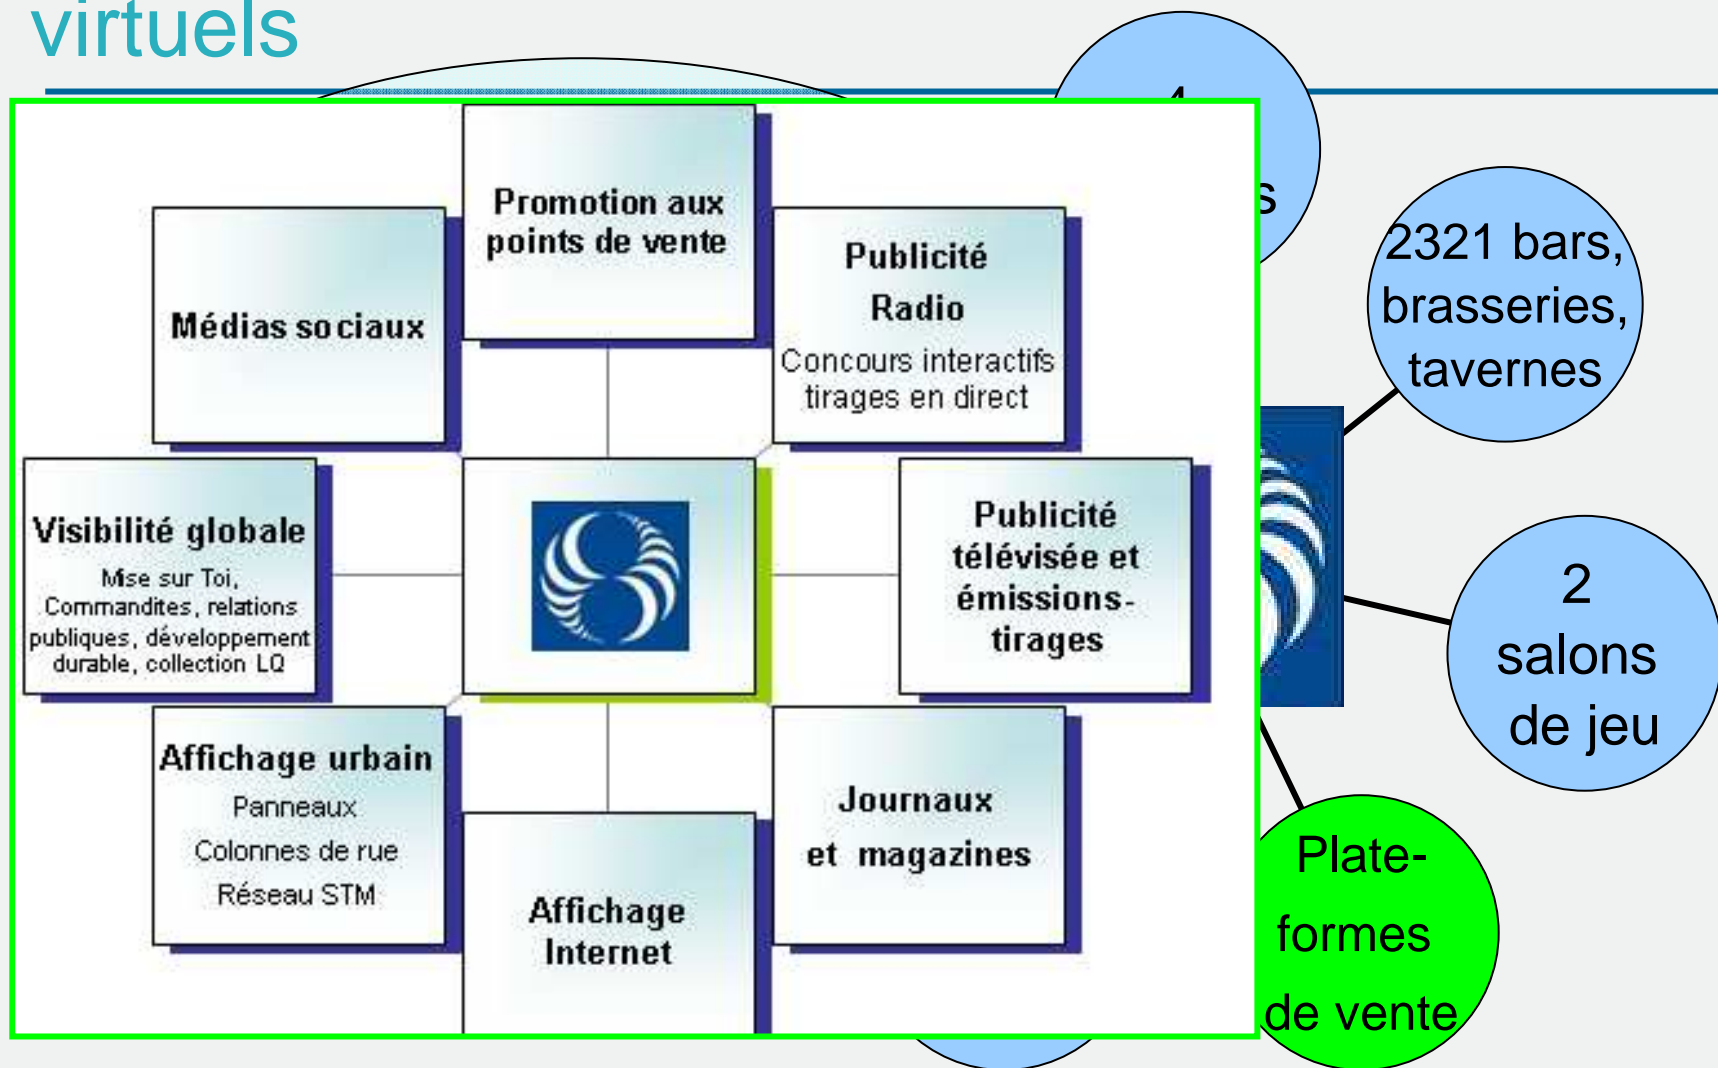 virtuels
Promotion aux
points de vente
Médias sociaux
Publicité
Radio
Concours interactifs
tirages en direct
Visibilité globale
Mise sur Toi,
Commandites, relations
publiques, développement
durable, collection LQ
Publicité
télévisée et
émissions-
tirages
Affichage urbain
Panneaux
Colonnes de rue
Réseau STM
Affichage
Internet
Journaux
et magazines
2321 bars,
brasseries,
tavernes
2
salons
de jeu
Plate-
formes
de vente